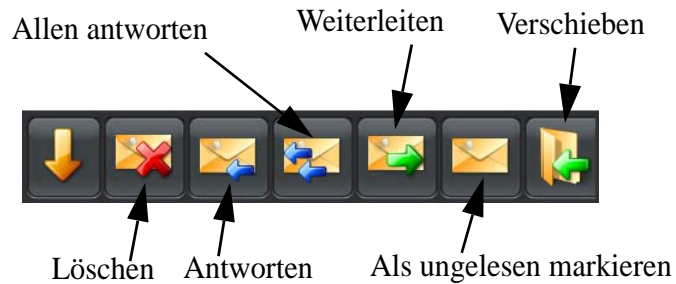 Allen antworten
Weiterleiten
Verschieben
Löschen
Antworten
Als ungelesen markieren